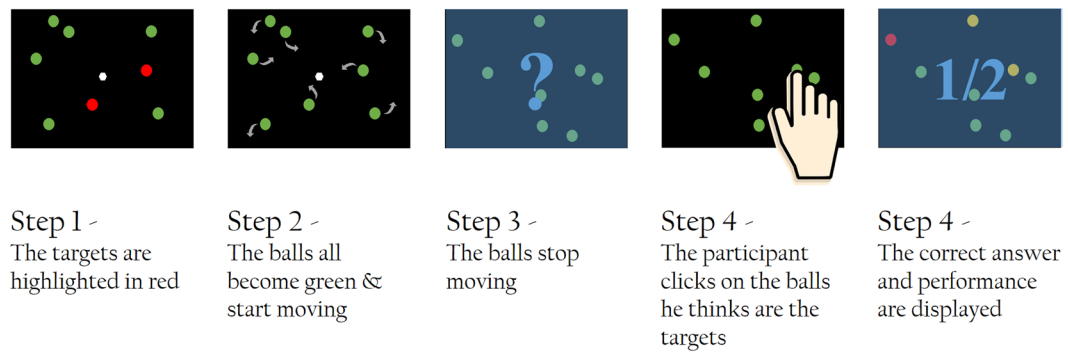 ?
1/2
Step 1 -
The targets are
highlighted in red
Step 2 -
The balls all
become green &
start moving
Step 3 -
The balls stop
moving
Step 4 -
The participant
clicks on the balls
he thinks are the
targets
Step 4 -
The correct answer
and performance
are displayed